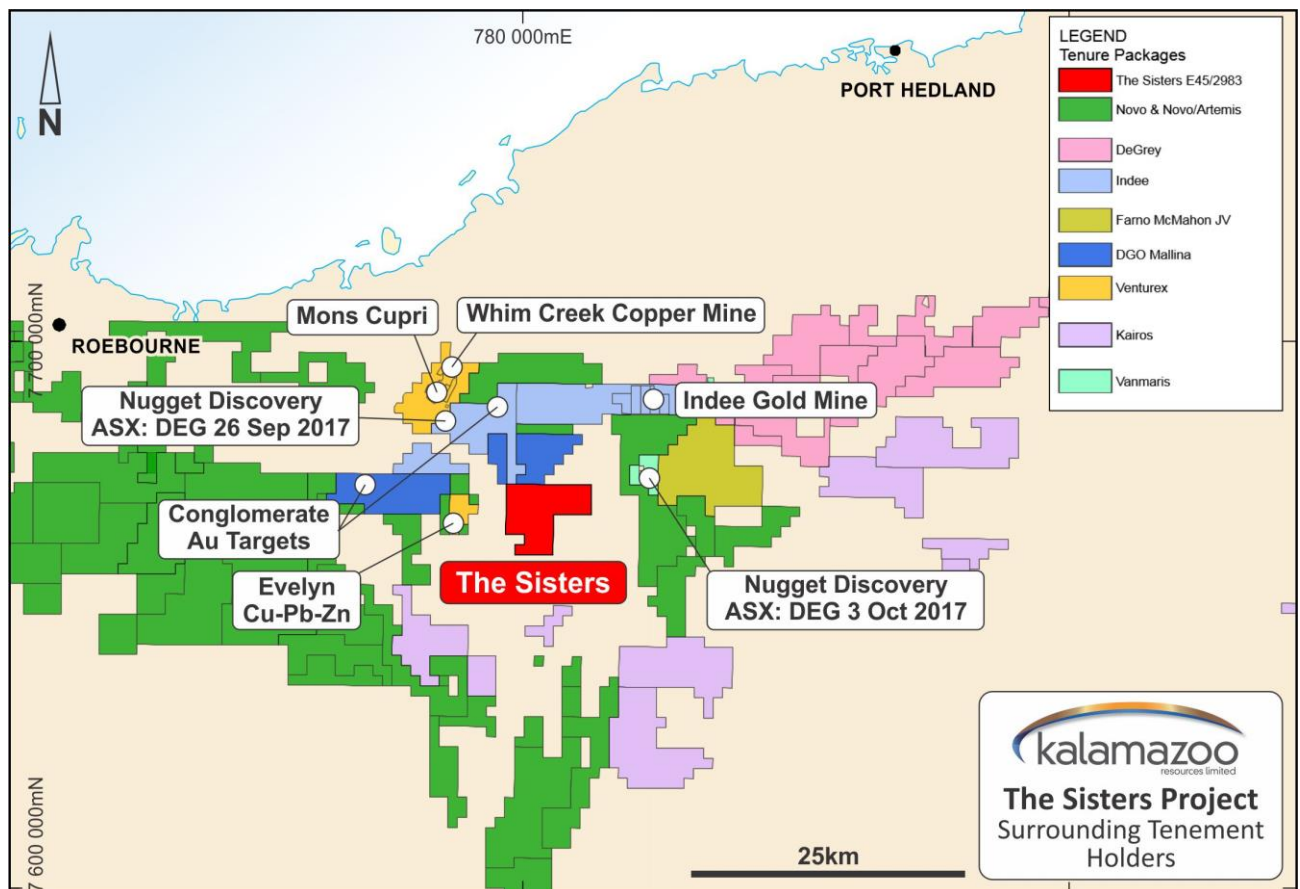 780 000mE
LEGEND
Tenure Packages
The Sisters E45/2983
Novo & Novo/Artemis
DeGrey
Indee
Farno McMahon JV
DGO Mallina
Venturex
Kairos
Vanmaris
N
PORT HEDLAND
7 700 000mN
ROEBOURNE
Mons Cupri
Whim Creek Copper Mine
Nugget Discovery
ASX: DEG 26 Sep 2017
Indee Gold Mine
Conglomerate
Au Targets
Evelyn
Cu-Pb-Zn
The Sisters
Nugget Discovery
ASX: DEG 3 Oct 2017
7 600 000mN
25km
kalamazoo
resources limited
The Sisters Project
Surrounding Tenement
Holders